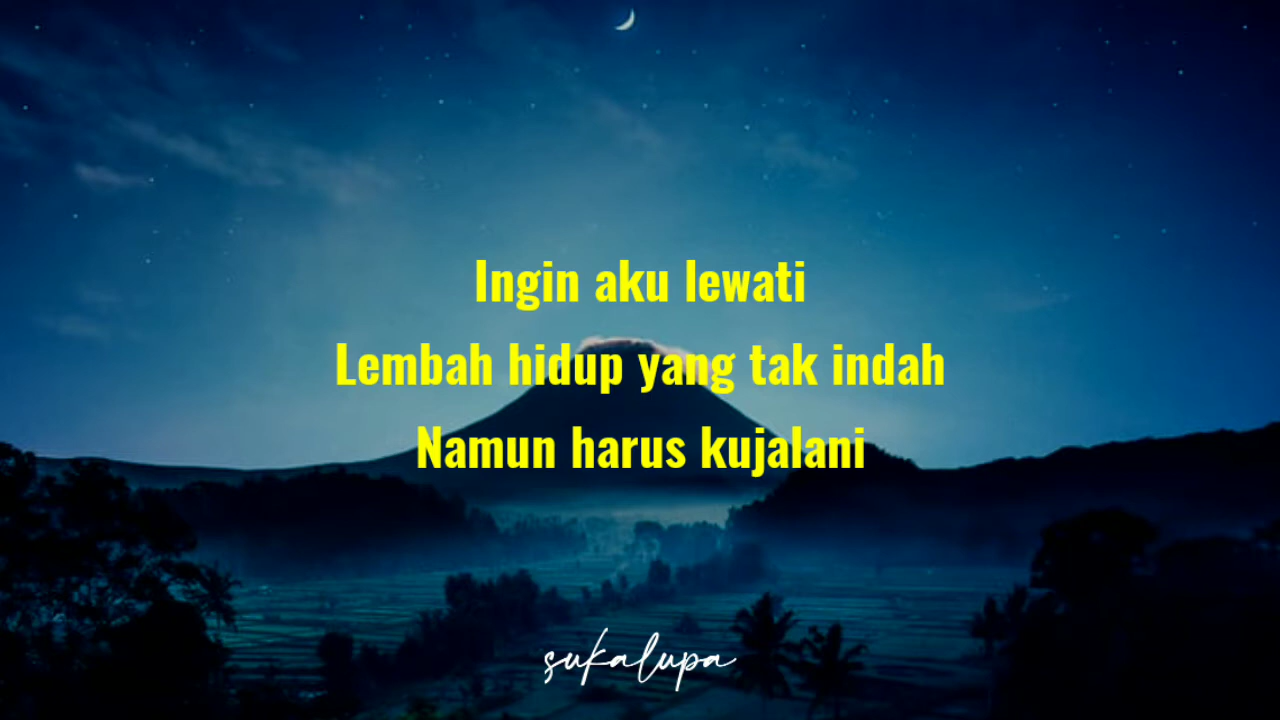 Ingin aku lewati
Lembah hidup yang tak indah
Namun harus kujalani
sukalupa